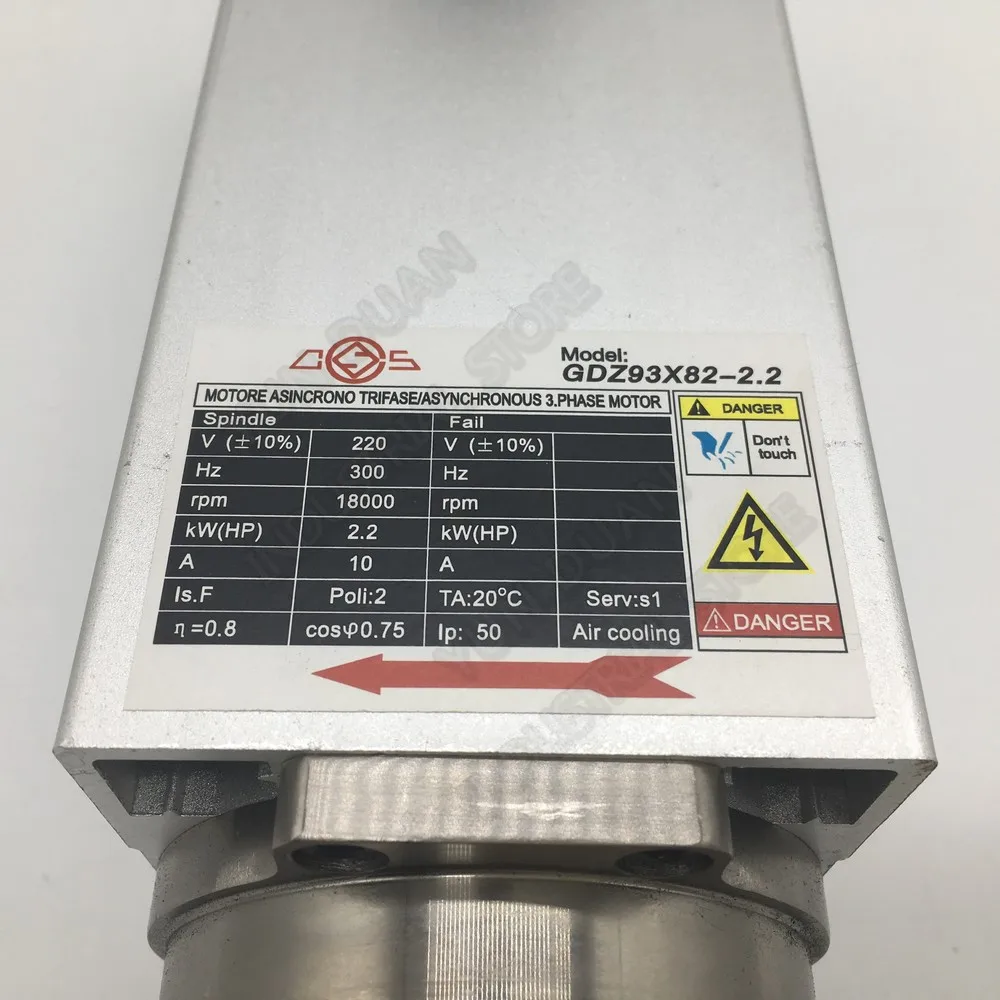 Model:
GDZ93X82-2.2
MOTORE ASINCRONO TRIFASE/ASYNCHRONOUS 3.PHASE MOTOR
Spindle Fail
V (±10%) 220 V (±10%)
Hz 300 Hz
rpm 18000 rpm
kW(HP) 2.2 kW(HP)
A 10 A
Is.F Poli:2 TA:20°C Serv:s1
η=0.8 cosφ0.75 Ip: 50 Air cooling
DANGER
Don't
touch
DANGER
YIDUAN
STORE